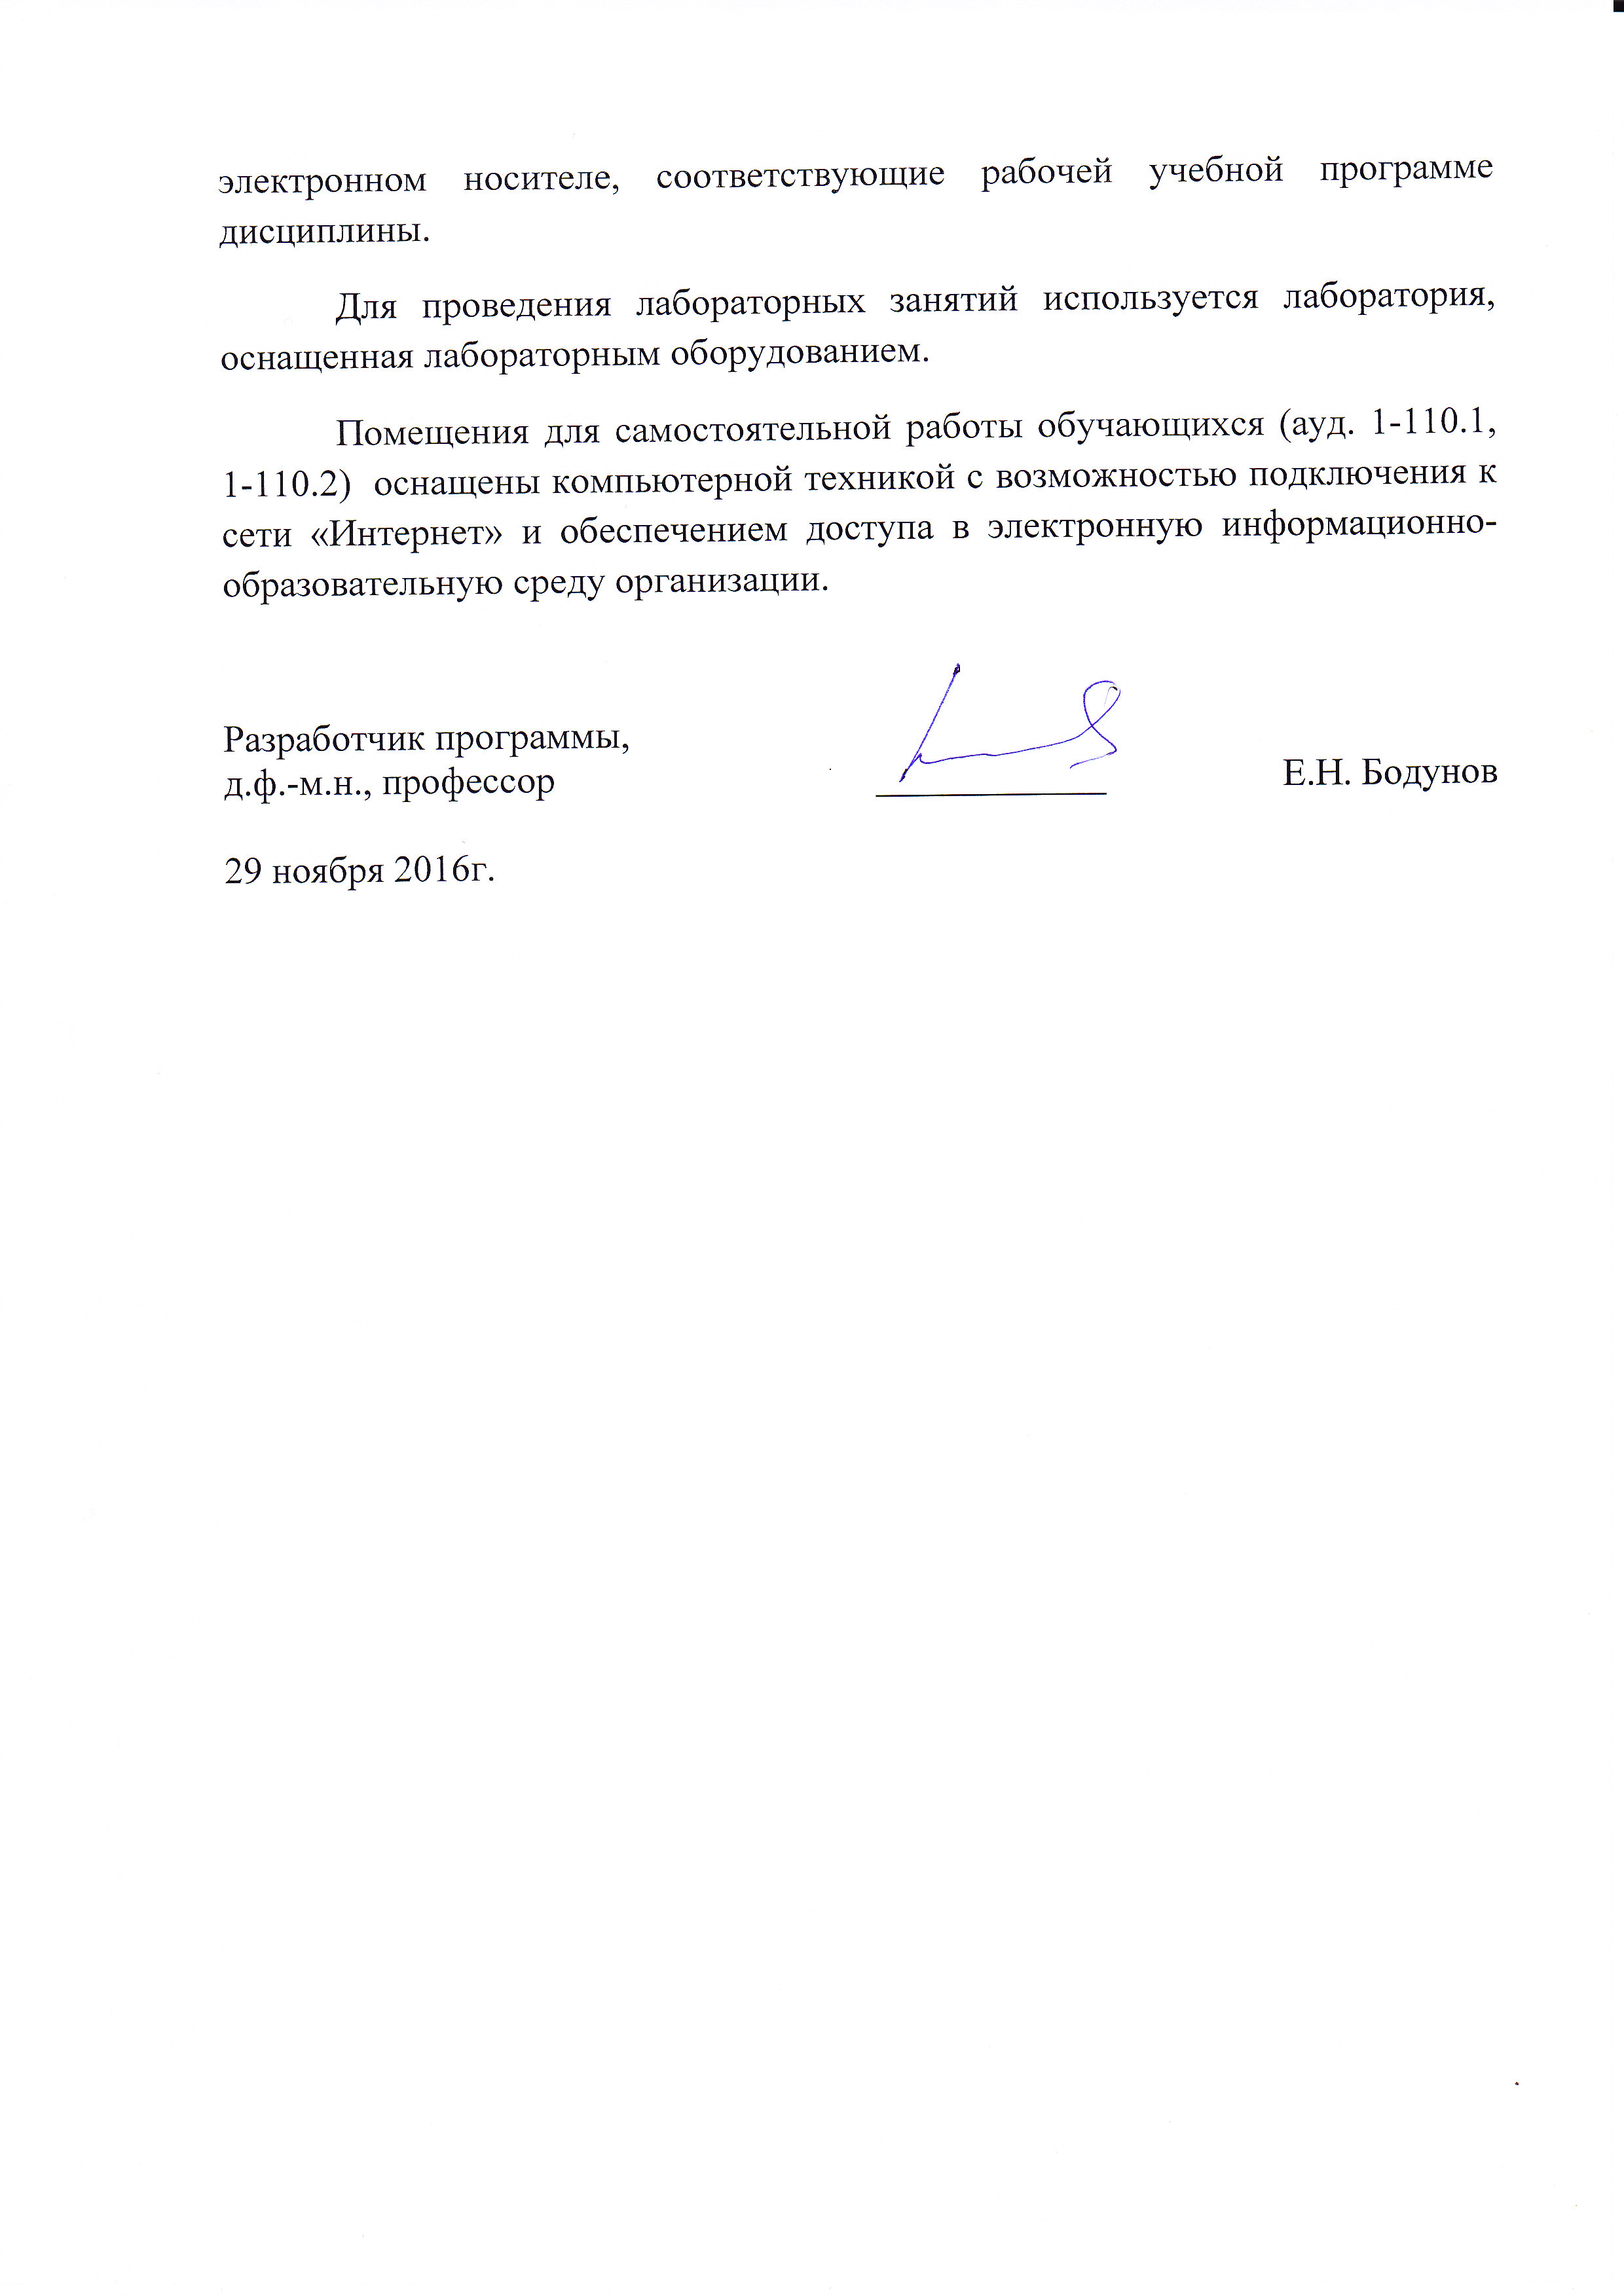 электронном носителе, соответствующие рабочей учебной программе
дисциплины.
Для проведения лабораторных занятий используется лаборатория,
оснащенная лабораторным оборудованием.
Помещения для самостоятельной работы обучающихся (ауд. 1-110.1,
1-110.2) оснащены компьютерной техникой с возможностью подключения к
сети «Интернет» и обеспечением доступа в электронную информационно-
образовательную среду организации.
Разработчик программы,
д.ф.-м.н., профессор
Е.Н. Бодунов
29 ноября 2016г.